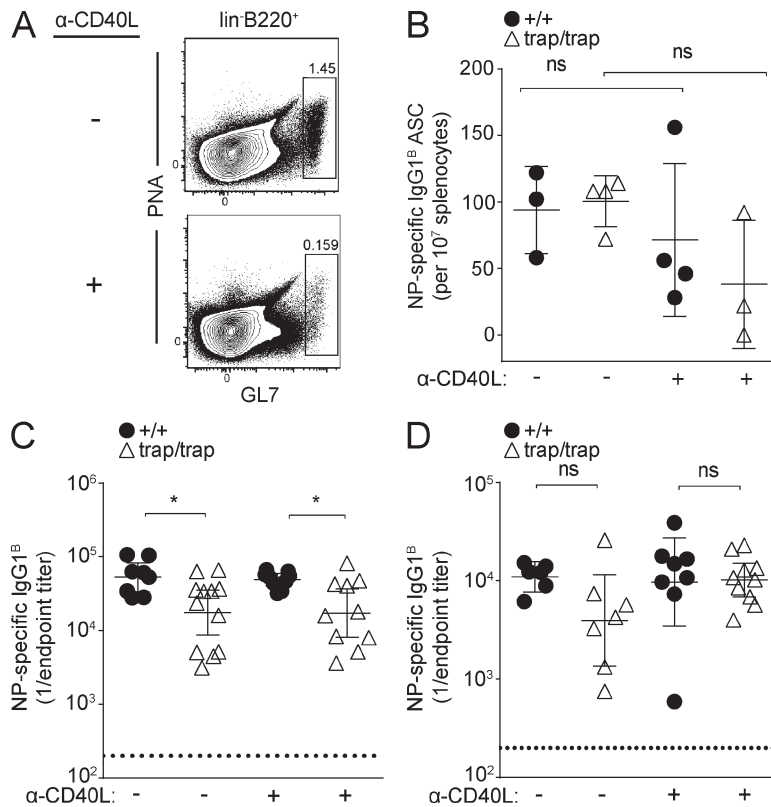 A
α-CD40L
lin⁻B220⁺
-
1.45
0
0
PNA
+
0.159
0
0
GL7
B
● +/+
△ trap/trap
ns
ns
NP-specific IgG1ᴮ ASC
(per 10⁷ splenocytes)
200
150
100
50
0
α-CD40L: - - + +
C
● +/+
△ trap/trap
*
*
NP-specific IgG1ᴮ
(1/endpoint titer)
10⁶
10⁵
10⁴
10³
10²
α-CD40L: - - + +
D
● +/+
△ trap/trap
ns
ns
NP-specific IgG1ᴮ
(1/endpoint titer)
10⁵
10⁴
10³
10²
α-CD40L: - - + +